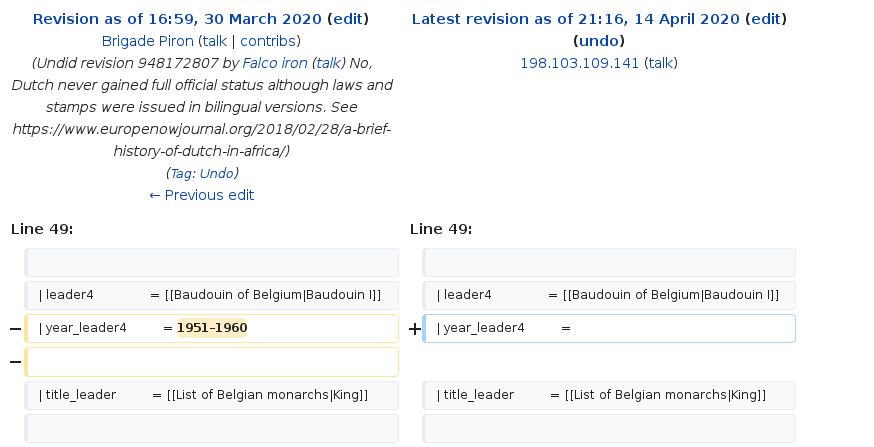 Revision as of 16:59, 30 March 2020 (edit)
Brigade Piron (talk | contribs)
(Undid revision 948172807 by Falco iron (talk) No,
Dutch never gained full official status although laws and
stamps were issued in bilingual versions. See
https://www.europenowjournal.org/2018/02/28/a-brief-
history-of-dutch-in-africa/)
(Tag: Undo)
← Previous edit
Latest revision as of 21:16, 14 April 2020 (edit)
(undo)
198.103.109.141 (talk)
Line 49:
Line 49:
| leader4 = [[Baudouin of Belgium|Baudouin I]]
| leader4 = [[Baudouin of Belgium|Baudouin I]]
− | year_leader4 = 1951–1960
+ | year_leader4 =
−
| title_leader = [[List of Belgian monarchs|King]]
| title_leader = [[List of Belgian monarchs|King]]